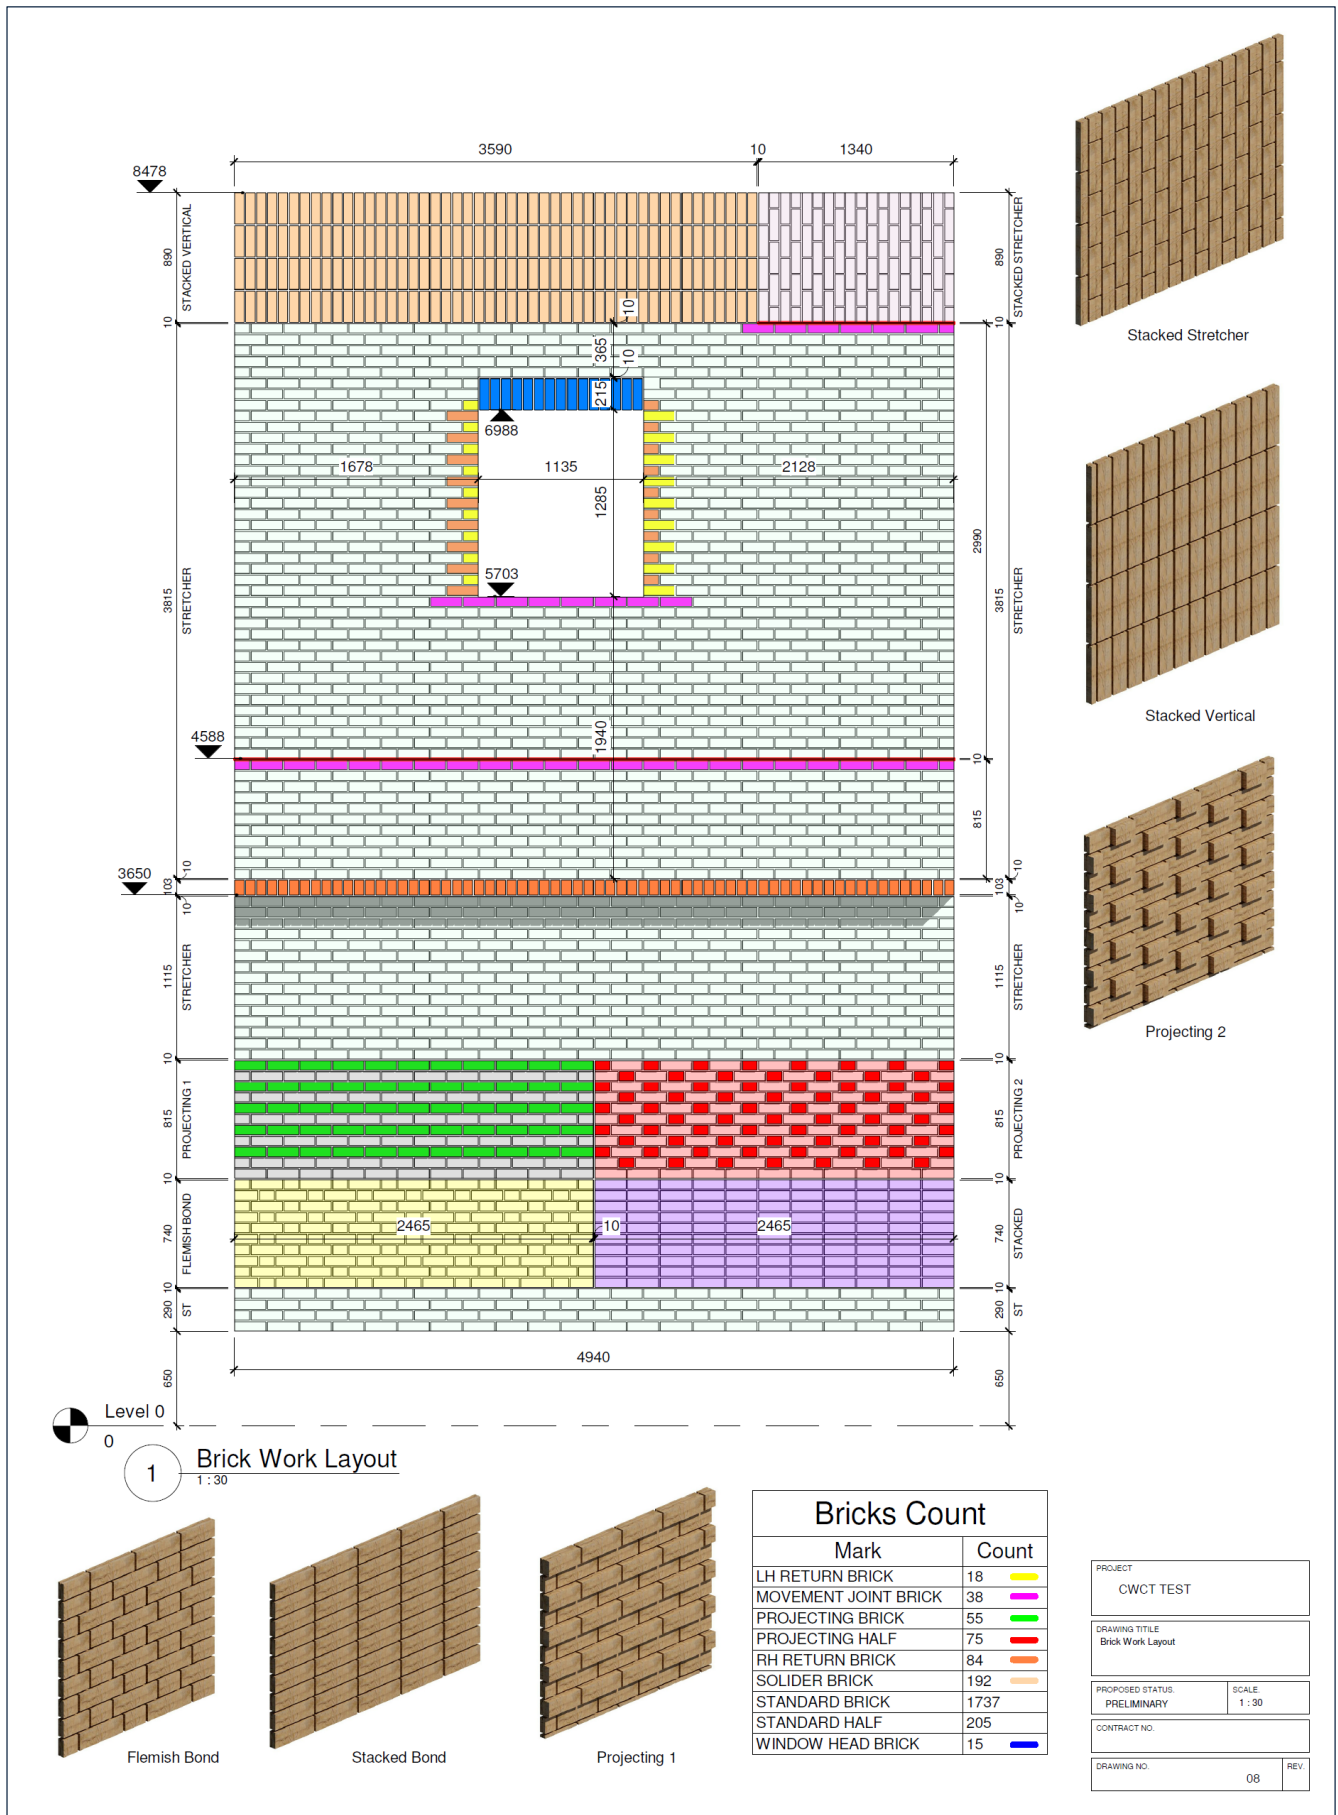 3590
10
1340
8478
STACKED VERTICAL
890
10
890
STACKED STRETCHER
10
Stacked Stretcher
10
365
10
215
6988
1678
1135
2128
1285
2990
5703
3815
STRETCHER
3815
STRETCHER
Stacked Vertical
4588
1940
10
815
3650
10
103
10
10
103
10
Projecting 2
1115
STRETCHER
1115
STRETCHER
10
10
815
PROJECTING 1
815
PROJECTING 2
10
10
740
FLEMISH BOND
2465
10
2465
740
STACKED
10
10
290
ST
290
ST
4940
650
650
Level 0
0
1
Brick Work Layout
1 : 30
Bricks Count
Mark Count
LH RETURN BRICK 18
MOVEMENT JOINT BRICK 38
PROJECTING BRICK 55
PROJECTING HALF 75
RH RETURN BRICK 84
SOLIDER BRICK 192
STANDARD BRICK 1737
STANDARD HALF 205
WINDOW HEAD BRICK 15
Flemish Bond
Stacked Bond
Projecting 1
PROJECT
CWCT TEST
DRAWING TITILE
Brick Work Layout
PROPOSED STATUS.
PRELIMINARY
SCALE.
1 : 30
CONTRACT NO.
DRAWING NO.
08
REV.